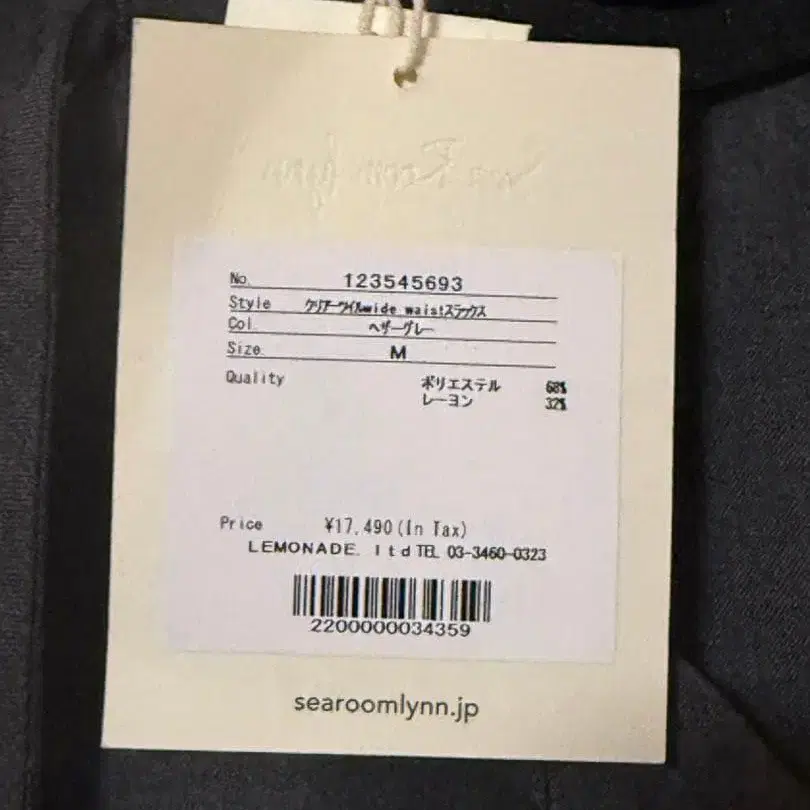 No. 123545693
Style クリアーツイルwide waistスラックス
Col. ヘザーグレー
Size. M
Quality ポリエステル 68%
レーヨン 32%
Price ¥17,490(In Tax)
LEMONADE. ltd TEL 03-3460-0323
2200000034359
searoomlynn.jp